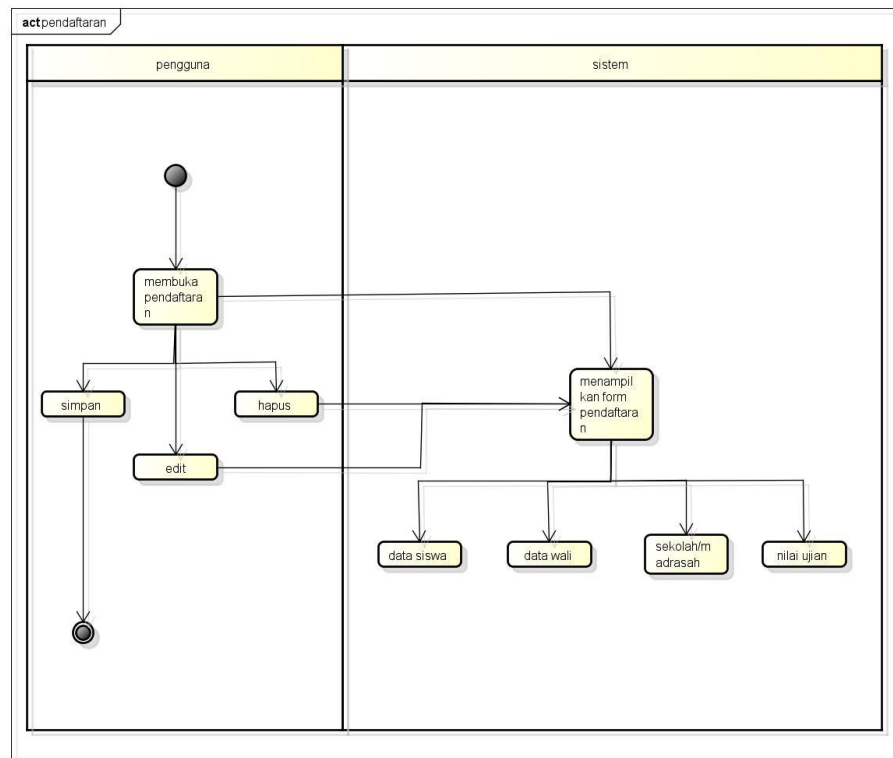 act pendaftaran
pengguna
sistem
membuka
pendaftara
n
menampil
kan form
pendaftara
n
simpan
hapus
edit
data siswa
data wali
sekolah/m
adrasah
nilai ujian